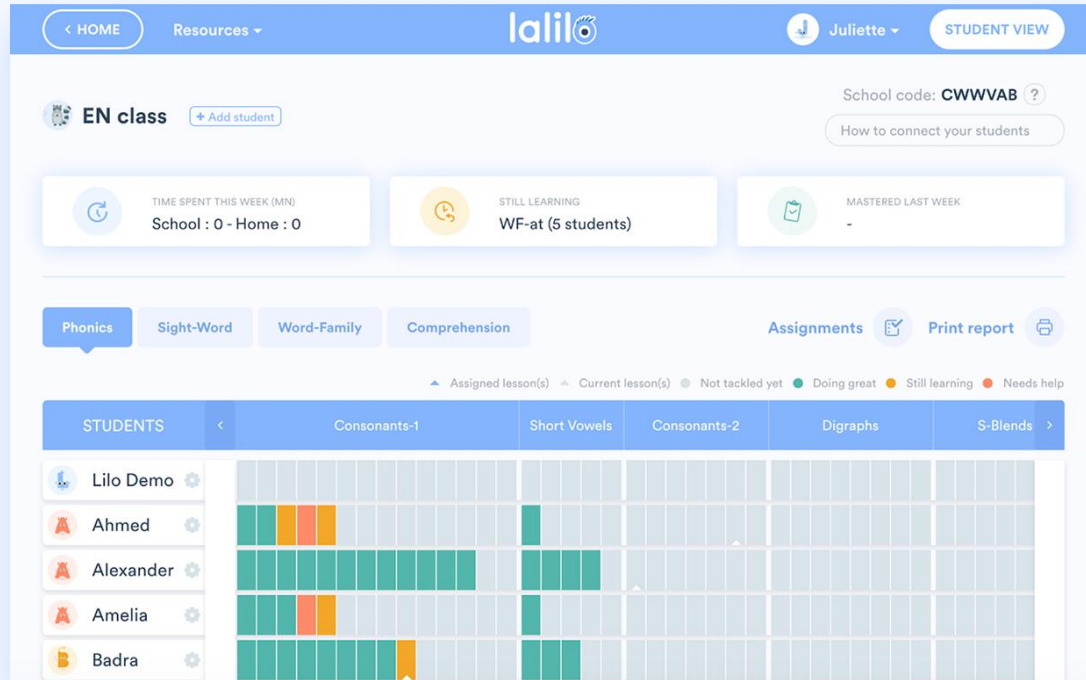 < HOME
Resources
lalilo
Juliette
STUDENT VIEW
EN class
+ Add student
School code: CWWVAB ?
How to connect your students
TIME SPENT THIS WEEK (MN)
School : 0 - Home : 0
STILL LEARNING
WF-at (5 students)
MASTERED LAST WEEK
-
Phonics
Sight-Word
Word-Family
Comprehension
Assignments
Print report
Assigned lesson(s)
Current lesson(s)
Not tackled yet
Doing great
Still learning
Needs help
STUDENTS
<
Consonants-1
Short Vowels
Consonants-2
Digraphs
S-Blends
>
Lilo Demo
Ahmed
Alexander
Amelia
Badra